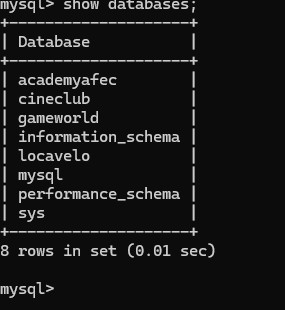 mysql> show databases;
+--------------------+
| Database           |
+--------------------+
| academyafec        |
| cineclub           |
| gameworld          |
| information_schema |
| locavelo           |
| mysql              |
| performance_schema |
| sys                |
+--------------------+
8 rows in set (0.01 sec)
mysql>